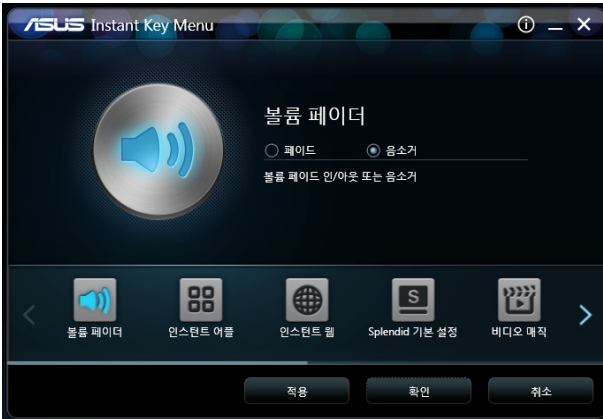 ASUS Instant Key Menu
볼륨 페이더
페이드 음소거
볼륨 페이드 인/아웃 또는 음소거
볼륨 페이더 인스턴트 어플 인스턴트 웹 Splendid 기본 설정 비디오 매직
적용 확인 취소